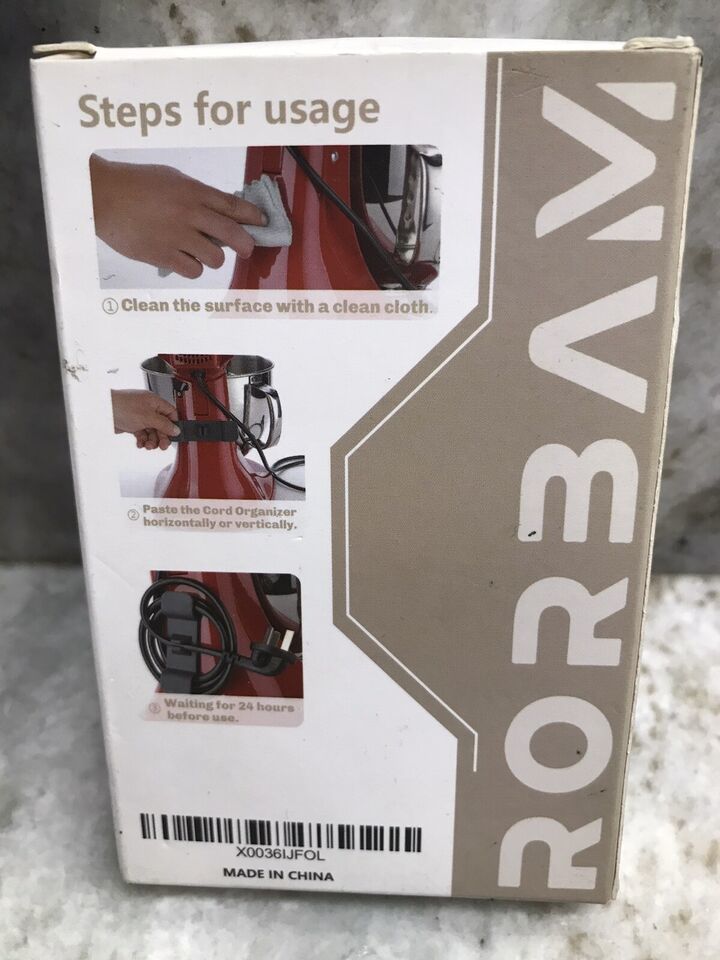 Steps for usage
① Clean the surface with a clean cloth.
② Paste the Cord Organizer
horizontally or vertically.
③ Waiting for 24 hours
before use.
X0036IJFOL
MADE IN CHINA
RORBAM